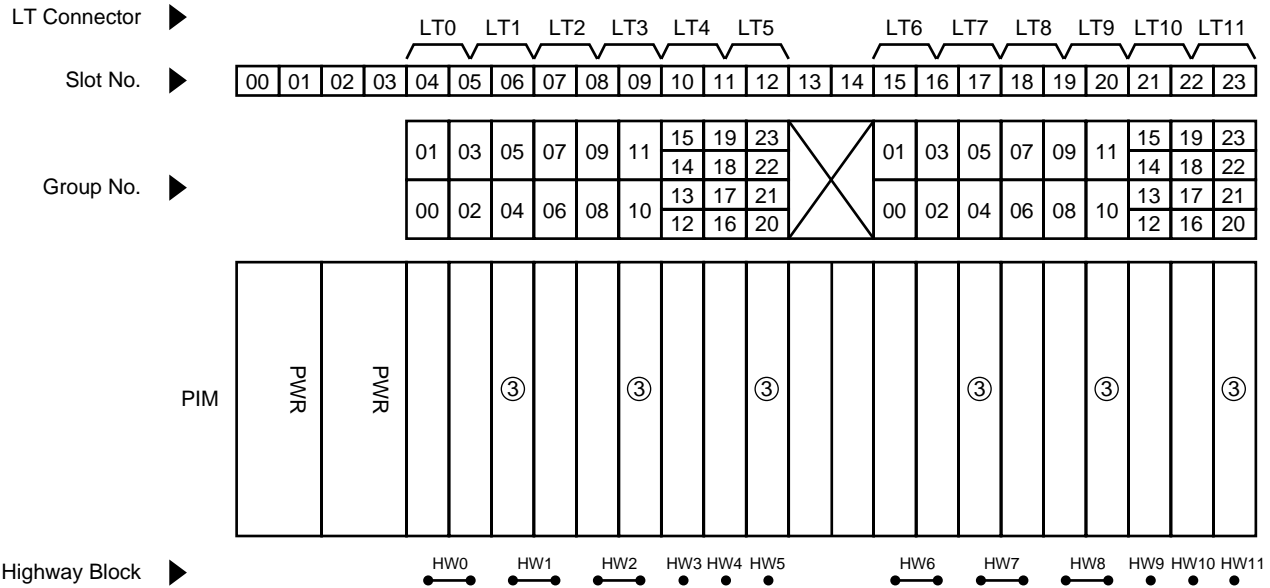 LT Connector LT0 LT1 LT2 LT3 LT4 LT5 LT6 LT7 LT8 LT9 LT10 LT11
Slot No. 00 01 02 03 04 05 06 07 08 09 10 11 12 13 14 15 16 17 18 19 20 21 22 23
15 19 23 15 19 23
01 03 05 07 09 11 01 03 05 07 09 11
14 18 22 14 18 22
Group No.
13 17 21 13 17 21
00 02 04 06 08 10 00 02 04 06 08 10
12 16 20 12 16 20
PIM PWR PWR ③ ③ ③ ③ ③ ③
Highway Block HW0 HW1 HW2 HW3 HW4 HW5 HW6 HW7 HW8 HW9 HW10 HW11